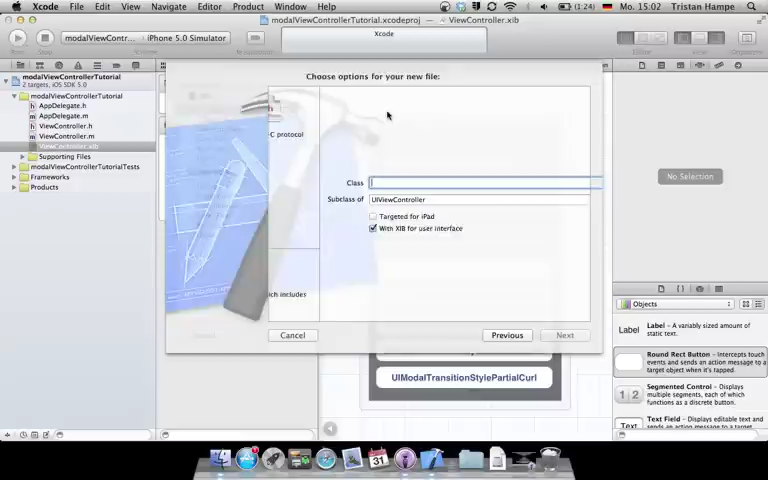 Xcode File Edit View Navigate Editor Product Window Help (1:24) Mo. 15:02 Tristan Hampe
modalViewControllerTutorial.xcodeproj — ViewController.xib
modalViewContr... iPhone 5.0 Simulator
Xcode
Choose options for your new file:
modalViewControllerTutorial
2 targets, iOS SDK 5.0
modalViewControllerTutorial
AppDelegate.h
AppDelegate.m
ViewController.h
ViewController.m
ViewController.xib
Supporting Files
modalViewControllerTutorialTests
Frameworks
Products
C protocol
ich includes
Class
Subclass of UIViewController
Targeted for iPad
With XIB for user interface
Cancel Previous Next
UIModalTransitionStylePartialCurl
No Selection
Objects
Label
Label - A variably sized amount of
static text.
Round Rect Button - Intercepts touch
events and sends an action message to a
target object when it's tapped.
1 2
Segmented Control - Displays
multiple segments, each of which
functions as a discrete button.
Text
Text Field - Displays editable text and
sends an action message to a target